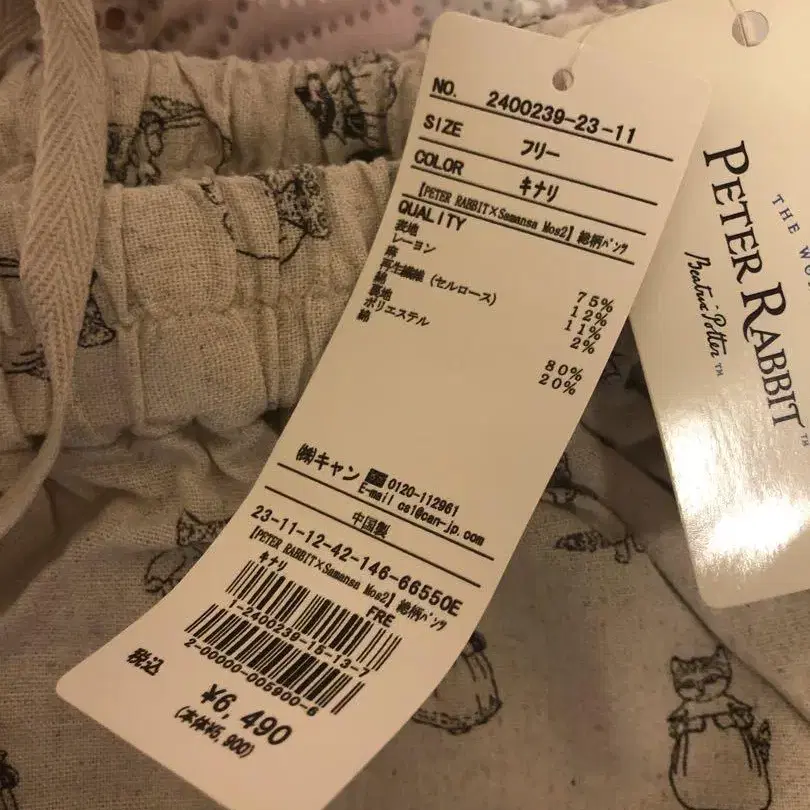 NO. 2400239-23-11
SIZE フリー
COLOR キナリ
【PETER RABBIT×Samansa Mos2】総柄パンツ
QUALITY
表地
レーヨン 75%
麻 12%
再生繊維(セルロース) 11%
綿 2%
裏地
ポリエステル 80%
綿 20%
㈱キャン 0120-112961
E-mail cs1@can-jp.com
中国製
23-11-12-42-146-66550E
【PETER RABBIT×Samansa Mos2】総柄パンツ
キナリ FRE
1-2400239-15-13-7
2-00000-005900-6
税込 ¥6,490
(本体¥5,900)
THE WO
PETER RABBIT™
Beatrix Potter™